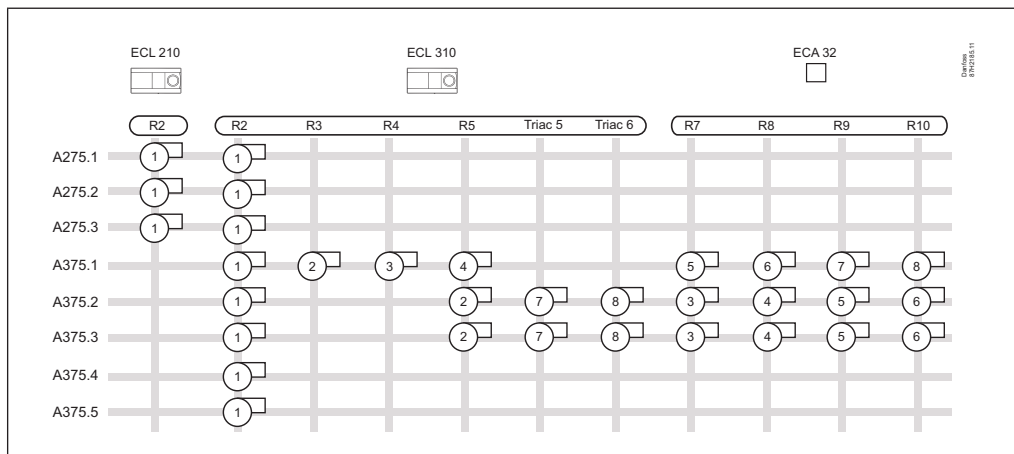 ECL 210 ECL 310 ECA 32
Danfoss
87H2185.11
R2 R2 R3 R4 R5 Triac 5 Triac 6 R7 R8 R9 R10
A275.1 1 1
A275.2 1 1
A275.3 1 1
A375.1 1 2 3 4 5 6 7 8
A375.2 1 2 7 8 3 4 5 6
A375.3 1 2 7 8 3 4 5 6
A375.4 1
A375.5 1